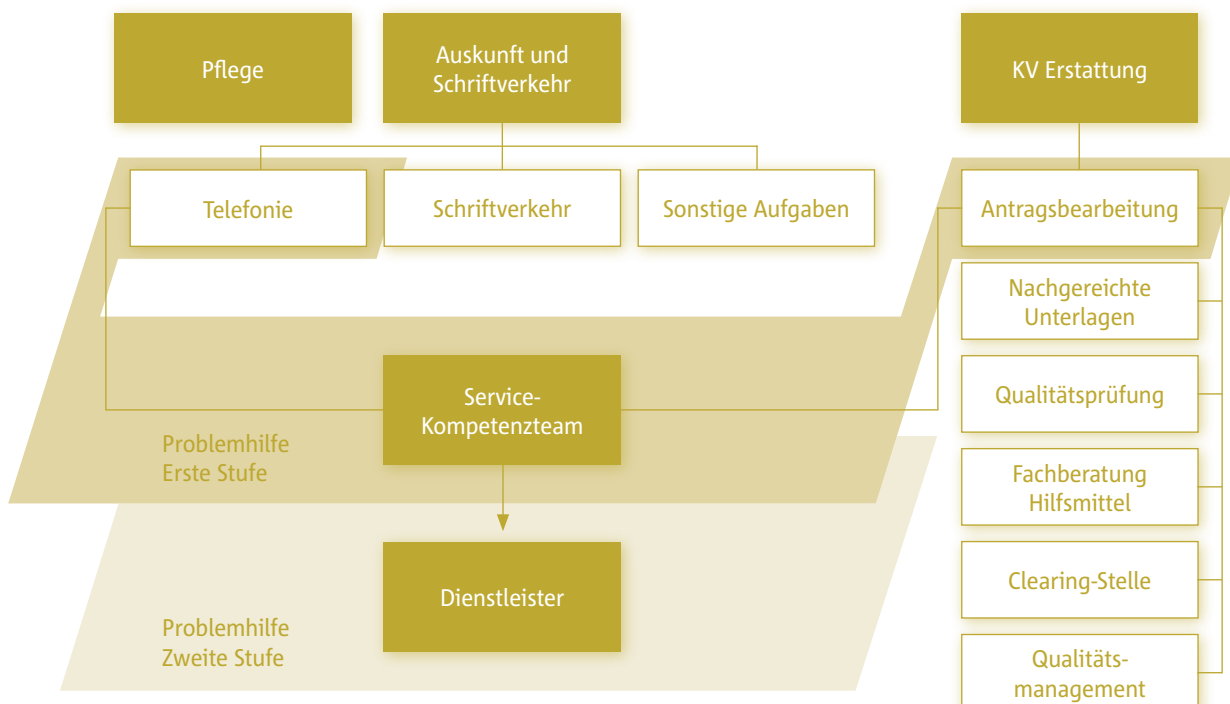 Pflege
Auskunft und
Schriftverkehr
KV Erstattung
Telefonie
Schriftverkehr
Sonstige Aufgaben
Antragsbearbeitung
Nachgereichte
Unterlagen
Service-
Kompetenzteam
Qualitätsprüfung
Problemhilfe
Erste Stufe
Fachberatung
Hilfsmittel
Dienstleister
Clearing-Stelle
Problemhilfe
Zweite Stufe
Qualitäts-
management